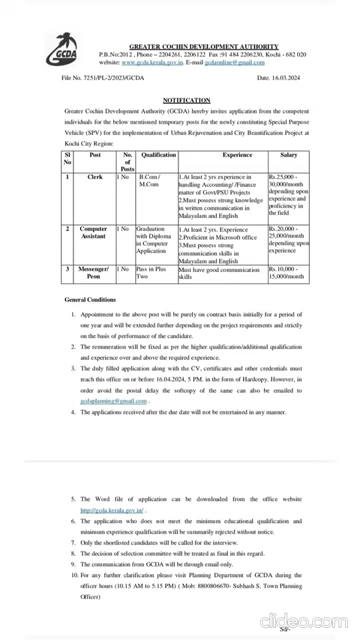 GCDA
GREATER COCHIN DEVELOPMENT AUTHORITY
P.B.No:2012 , Phone – 2204261, 2206122 Fax :91 484 2206230, Kochi - 682 020
website: www.gcda.kerala.gov.in. E-mail gcdaonline@gmail.com
File No. 7251/PL-2/2023/GCDA Date. 16.03.2024
NOTIFICATION
Greater Cochin Development Authority (GCDA) hereby invites application from the competent
individuals for the below mentioned temporary posts for the newly constituting Special Purpose
Vehicle (SPV) for the implementation of Urban Rejuvenation and City Beautification Project at
Kochi City Region:
Sl No Post No. of Posts Qualification Experience Salary
1 Clerk 1 No B.Com/ 1.At least 2 yrs experience in Rs.25,000 -
M.Com handling Accounting/ /Finance 30,000/month
matter of Govt/PSU Projects depending upon
2.Must possess strong knowledge experience and
in written communication in proficiency in
Malayalam and English the field
2 Computer 1 No Graduation 1.At least 2 yrs. Experience Rs.20,000 -
Assistant with Diploma 2.Proficient in Microsoft office 25,000/month
in Computer 3.Must possess strong depending upon
Application communication skills in experience
Malayalam and English
3 Messenger/ 1 No Pass in Plus Must have good communication Rs.10,000 -
Peon Two skills 15,000/month
General Conditions
1. Appointment to the above post will be purely on contract basis initially for a period of
one year and will be extended further depending on the project requirements and strictly
on the basis of performance of the candidate.
2. The remuneration will be fixed as per the higher qualification/additional qualification
and experience over and above the required experience.
3. The duly filled application along with the CV, certificates and other credentials must
reach this office on or before 16.04.2024, 5 PM. in the form of Hardcopy. However, in
order avoid the postal delay the softcopy of the same can also be emailed to
gcdaplanning@gmail.com .
4. The applications received after the due date will not be entertained in any manner.
5. The Word file of application can be downloaded from the office website
http://gcda.kerala.gov.in/ .
6. The application who does not meet the minimum educational qualification and
minimum experience qualification will be summarily rejected without notice.
7. Only the shortlisted candidates will be called for the interview.
8. The decision of selection committee will be treated as final in this regard.
9. The communication from GCDA will be through email only.
10. For any further clarification please visit Planning Department of GCDA during the
officer hours (10.15 AM to 5.15 PM) ( Mob: 8800806670- Subhash S, Town Planning
Officer)
Sd/-
clideo.com